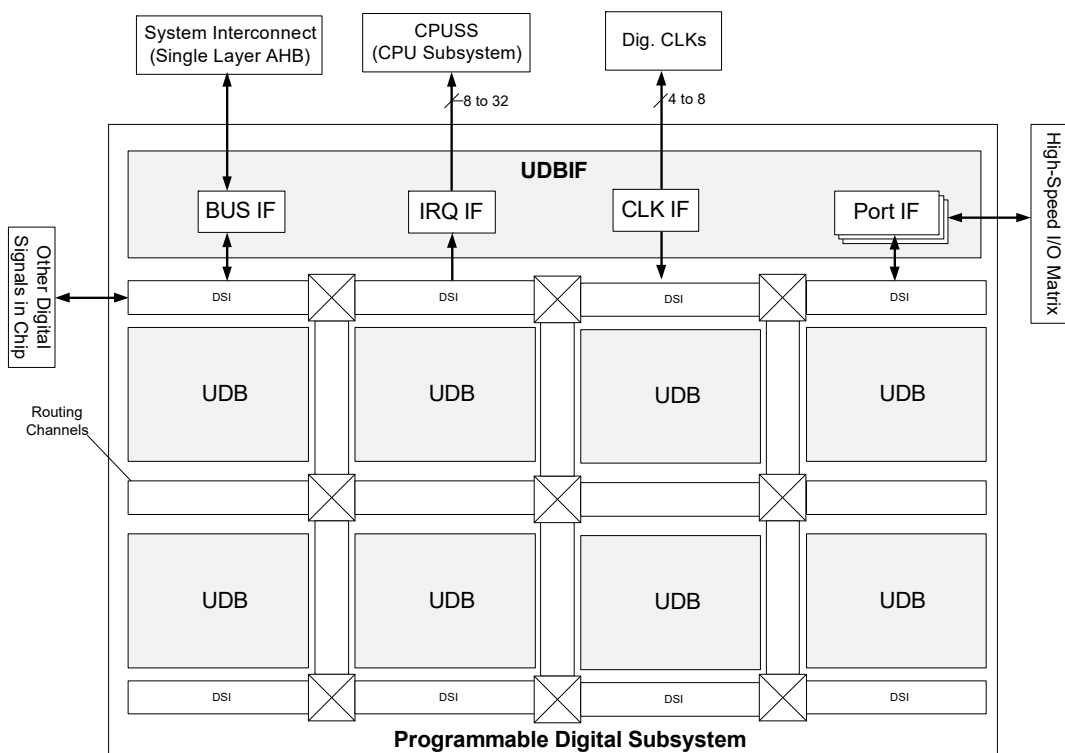 System Interconnect
(Single Layer AHB)
CPUSS
(CPU Subsystem)
Dig. CLKs
8 to 32
4 to 8
High-Speed I/O Matrix
UDBIF
BUS IF
IRQ IF
CLK IF
Port IF
Other Digital
Signals in Chip
DSI
DSI
DSI
DSI
UDB
UDB
UDB
UDB
Routing
Channels
UDB
UDB
UDB
UDB
DSI
DSI
DSI
DSI
Programmable Digital Subsystem